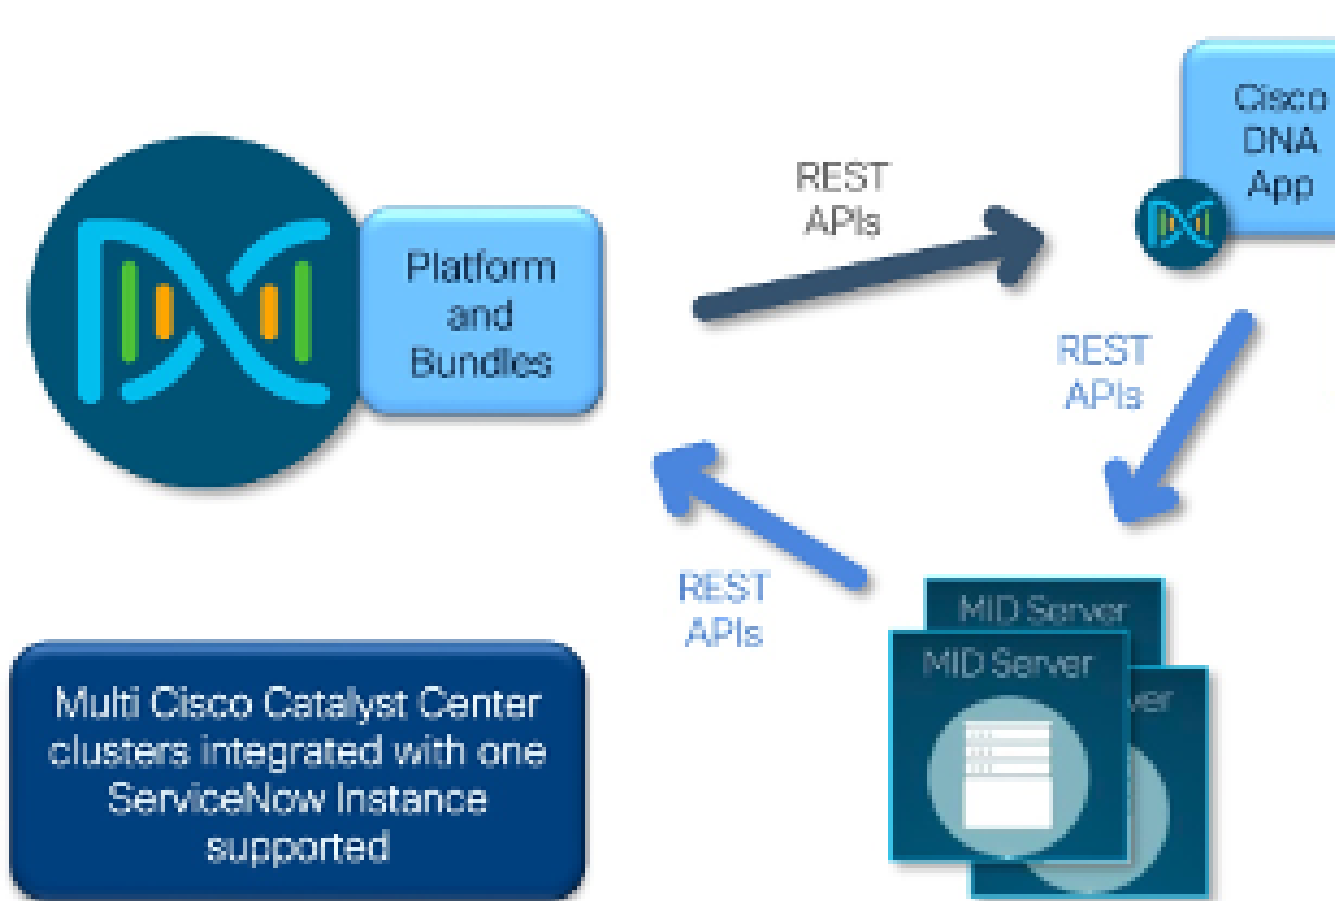 Cisco
DNA
App
REST
APIs
Platform
and
Bundles
REST
APIs
REST
APIs
MID Server
MID Server
Multi Cisco Catalyst Center
clusters integrated with one
ServiceNow Instance
supported